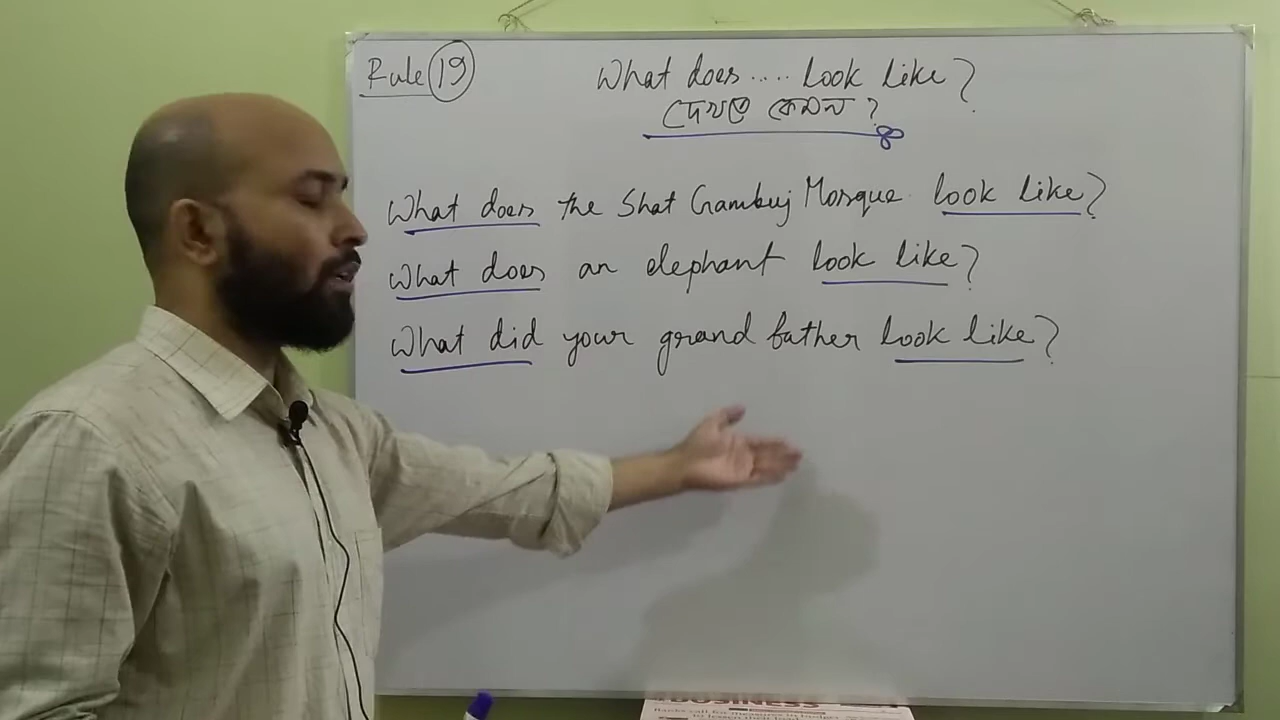 Rule 19
What does .... look like?
দেখতে কেমন?
What does the Shat Gambuj Mosque look like?
What does an elephant look like?
What did your grand father look like?
BUSINESS